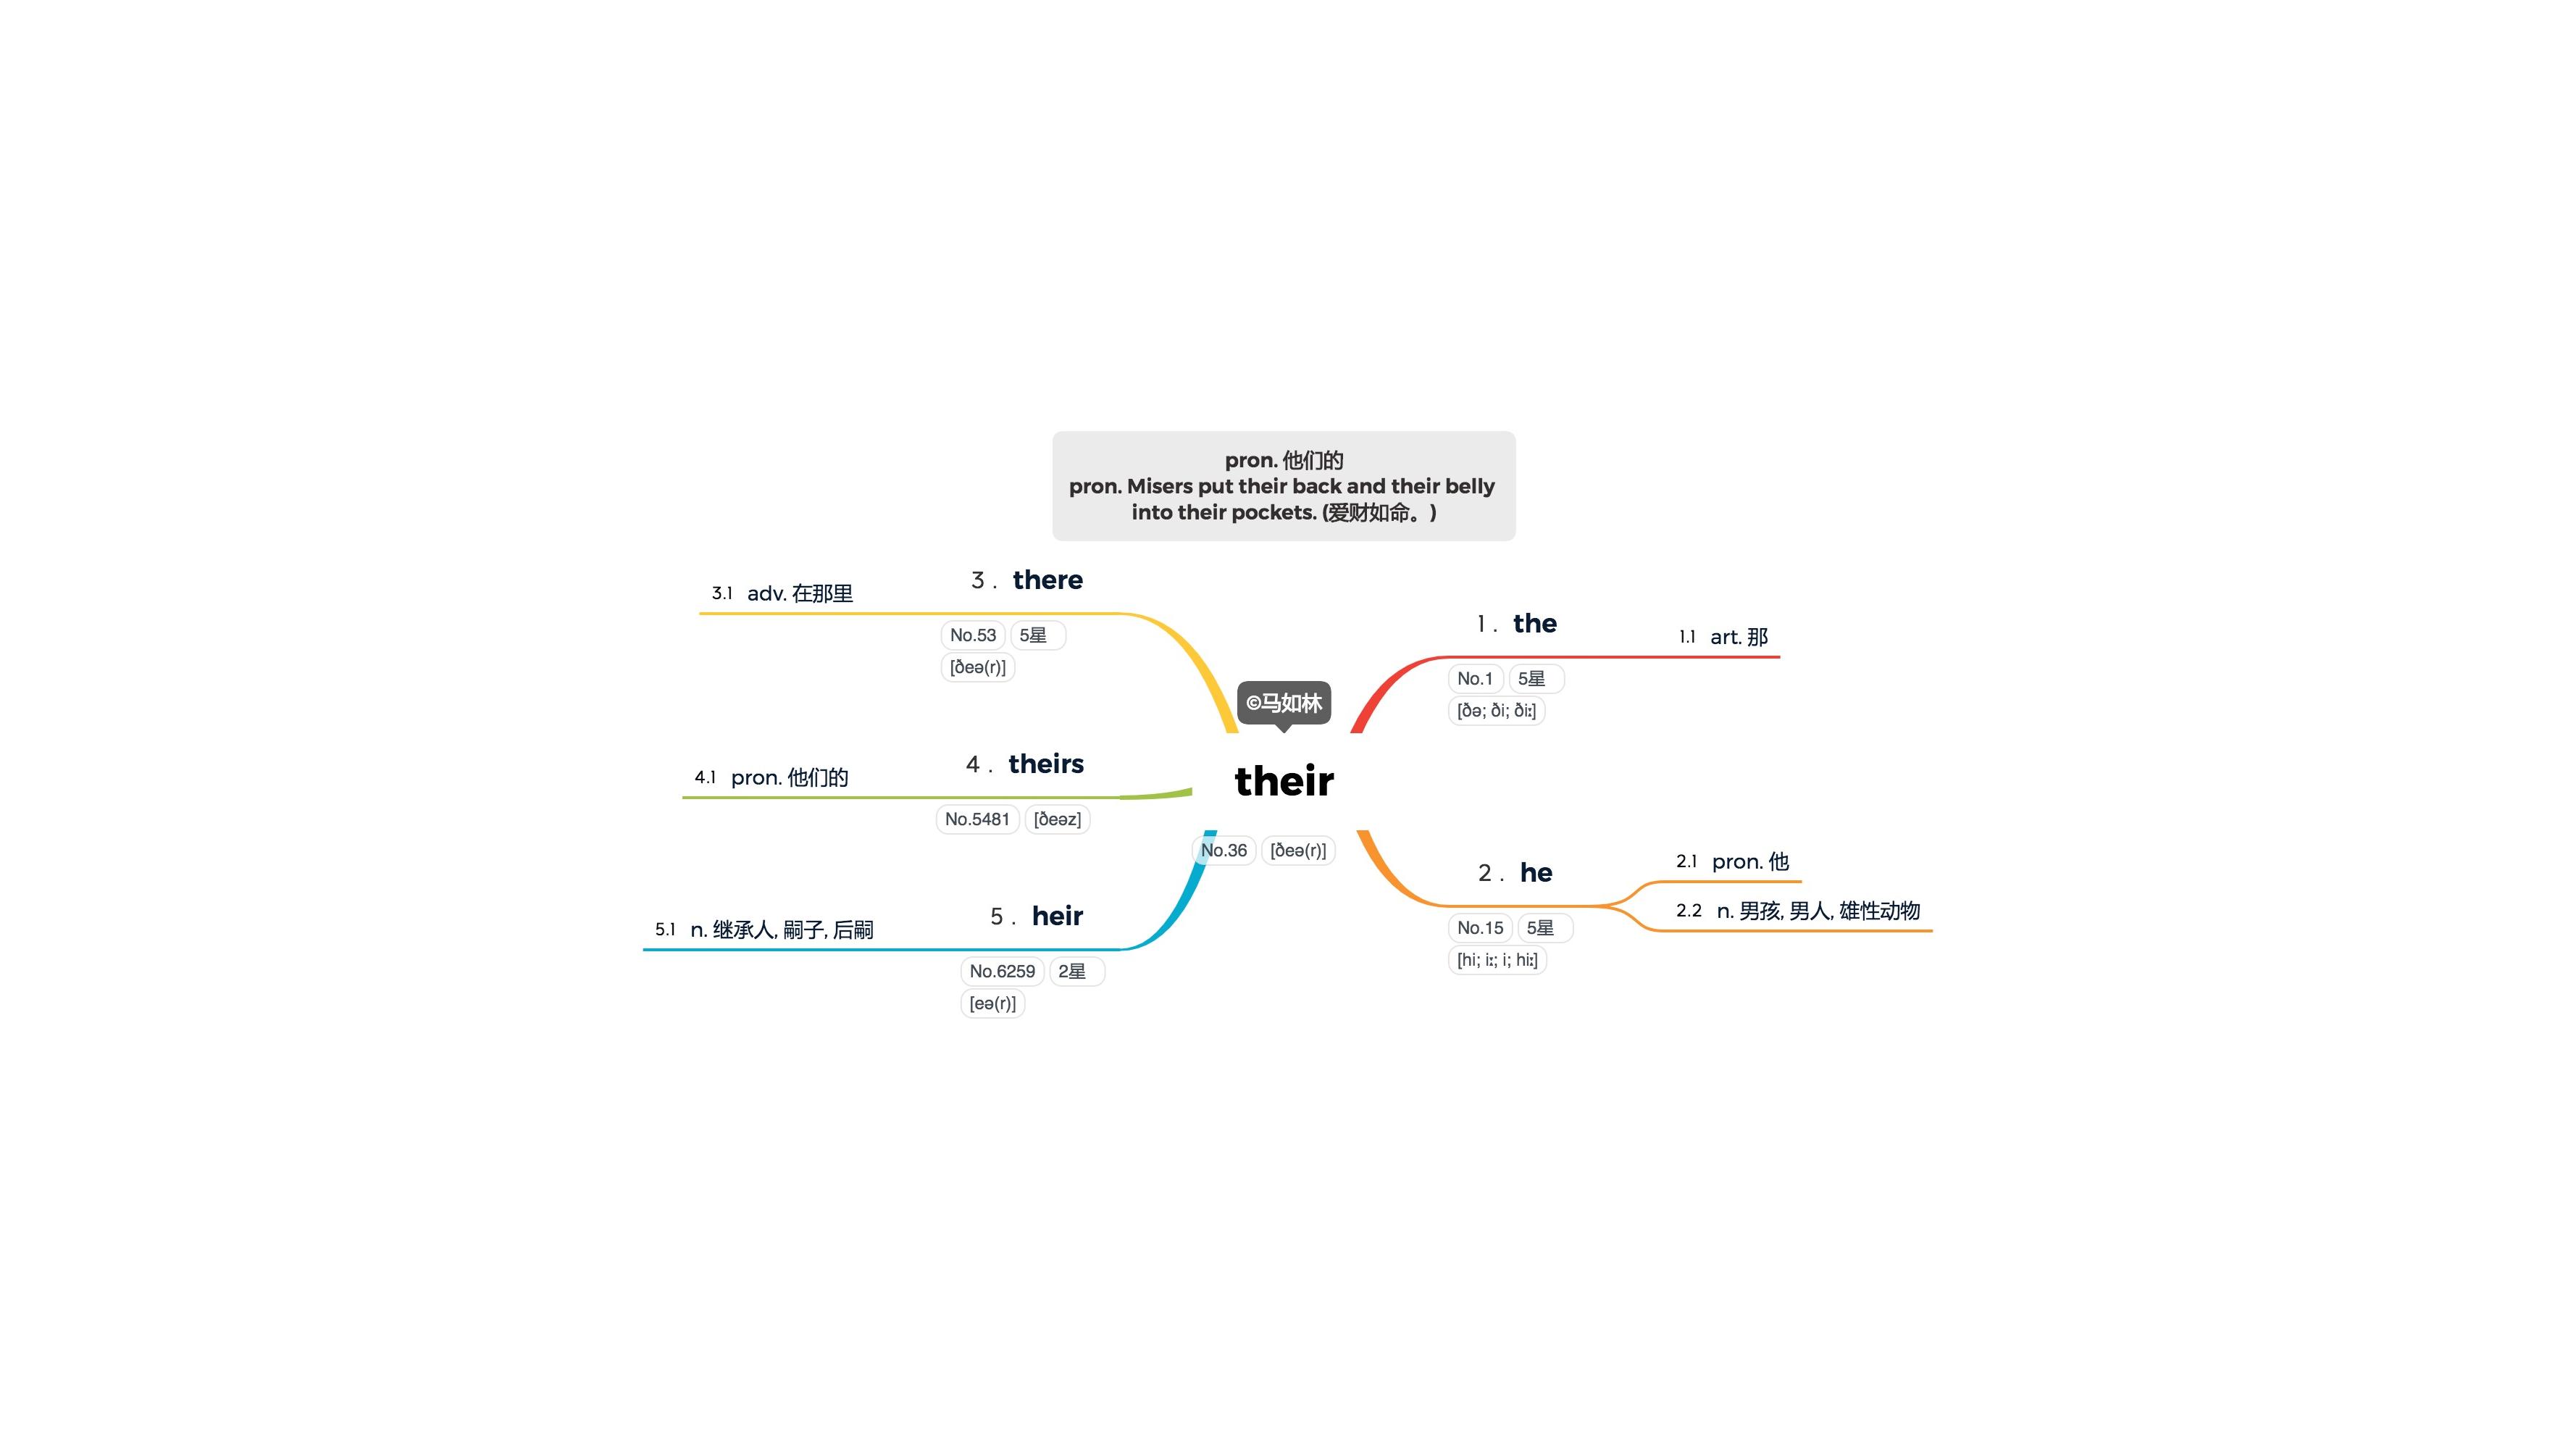 pron. 他们的
pron. Misers put their back and their belly
into their pockets. (爱财如命。)
©马如林
their
No.36 [ðeə(r)]
1 . the
No.1 5星
[ðə; ði; ðiː]
1.1 art. 那
2 . he
No.15 5星
[hi; iː; i; hiː]
2.1 pron. 他
2.2 n. 男孩, 男人, 雄性动物
3 . there
No.53 5星
[ðeə(r)]
3.1 adv. 在那里
4 . theirs
No.5481 [ðeəz]
4.1 pron. 他们的
5 . heir
No.6259 2星
[eə(r)]
5.1 n. 继承人, 嗣子, 后嗣